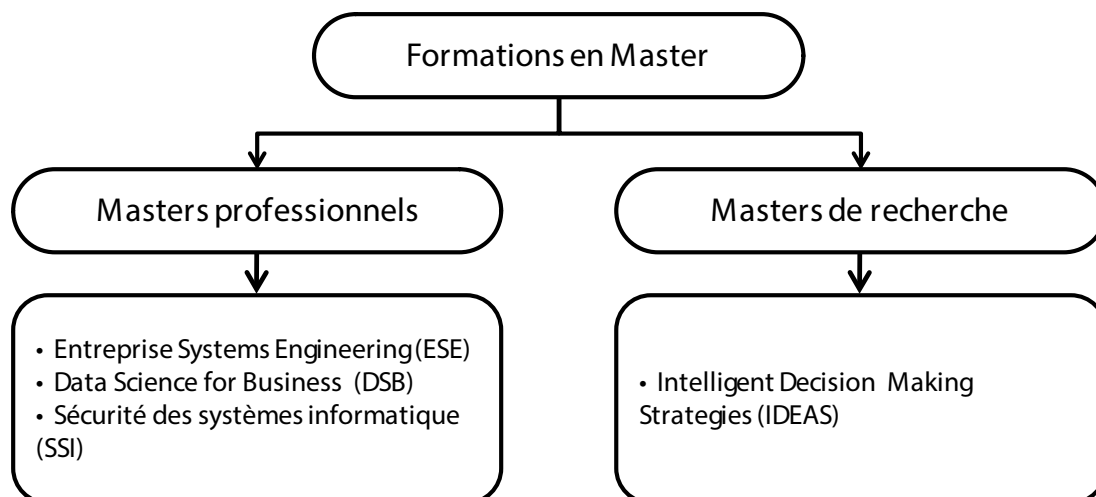 Formations en Master
Masters professionnels
Masters de recherche
• Entreprise Systems Engineering (ESE)
• Data Science for Business (DSB)
• Sécurité des systèmes informatique
(SSI)
• Intelligent Decision Making
Strategies (IDEAS)